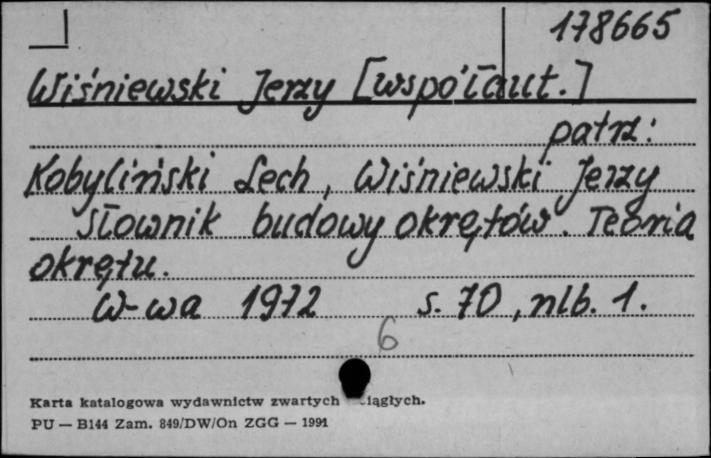 178665
Wiśniewski Jerzy [współaut.]
patrz:
Kobyliński Lech, Wiśniewski Jerzy
Słownik budowy okrętów. Teoria
okrętu.
W-wa 1972 s. 70, nlb. 1.
6
Karta katalogowa wydawnictw zwartych ciągłych.
PU — B144 Zam. 849/DW/On ZGG — 1991